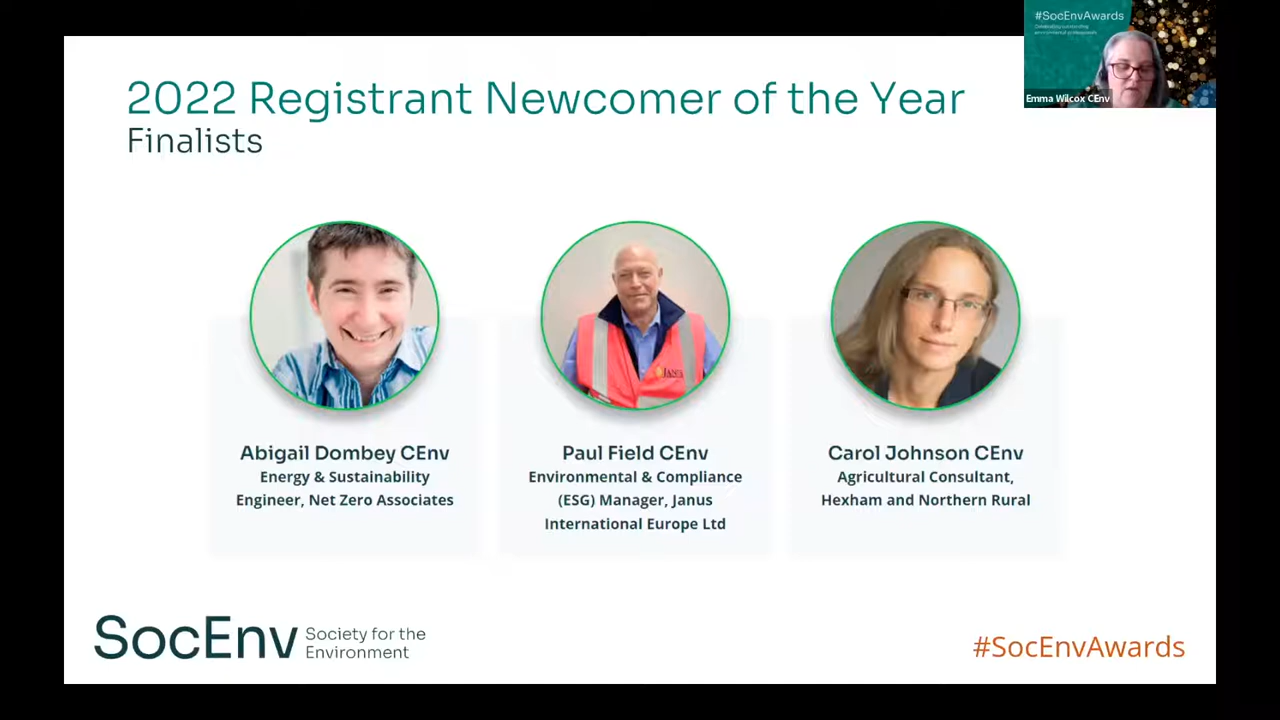 #SocEnvAwards
Emma Wilcox CEnv
2022 Registrant Newcomer of the Year
Finalists
Abigail Dombey CEnv
Energy & Sustainability
Engineer, Net Zero Associates
Paul Field CEnv
Environmental & Compliance
(ESG) Manager, Janus
International Europe Ltd
Carol Johnson CEnv
Agricultural Consultant,
Hexham and Northern Rural
JANUS
SocEnv
Society for the
Environment
#SocEnvAwards